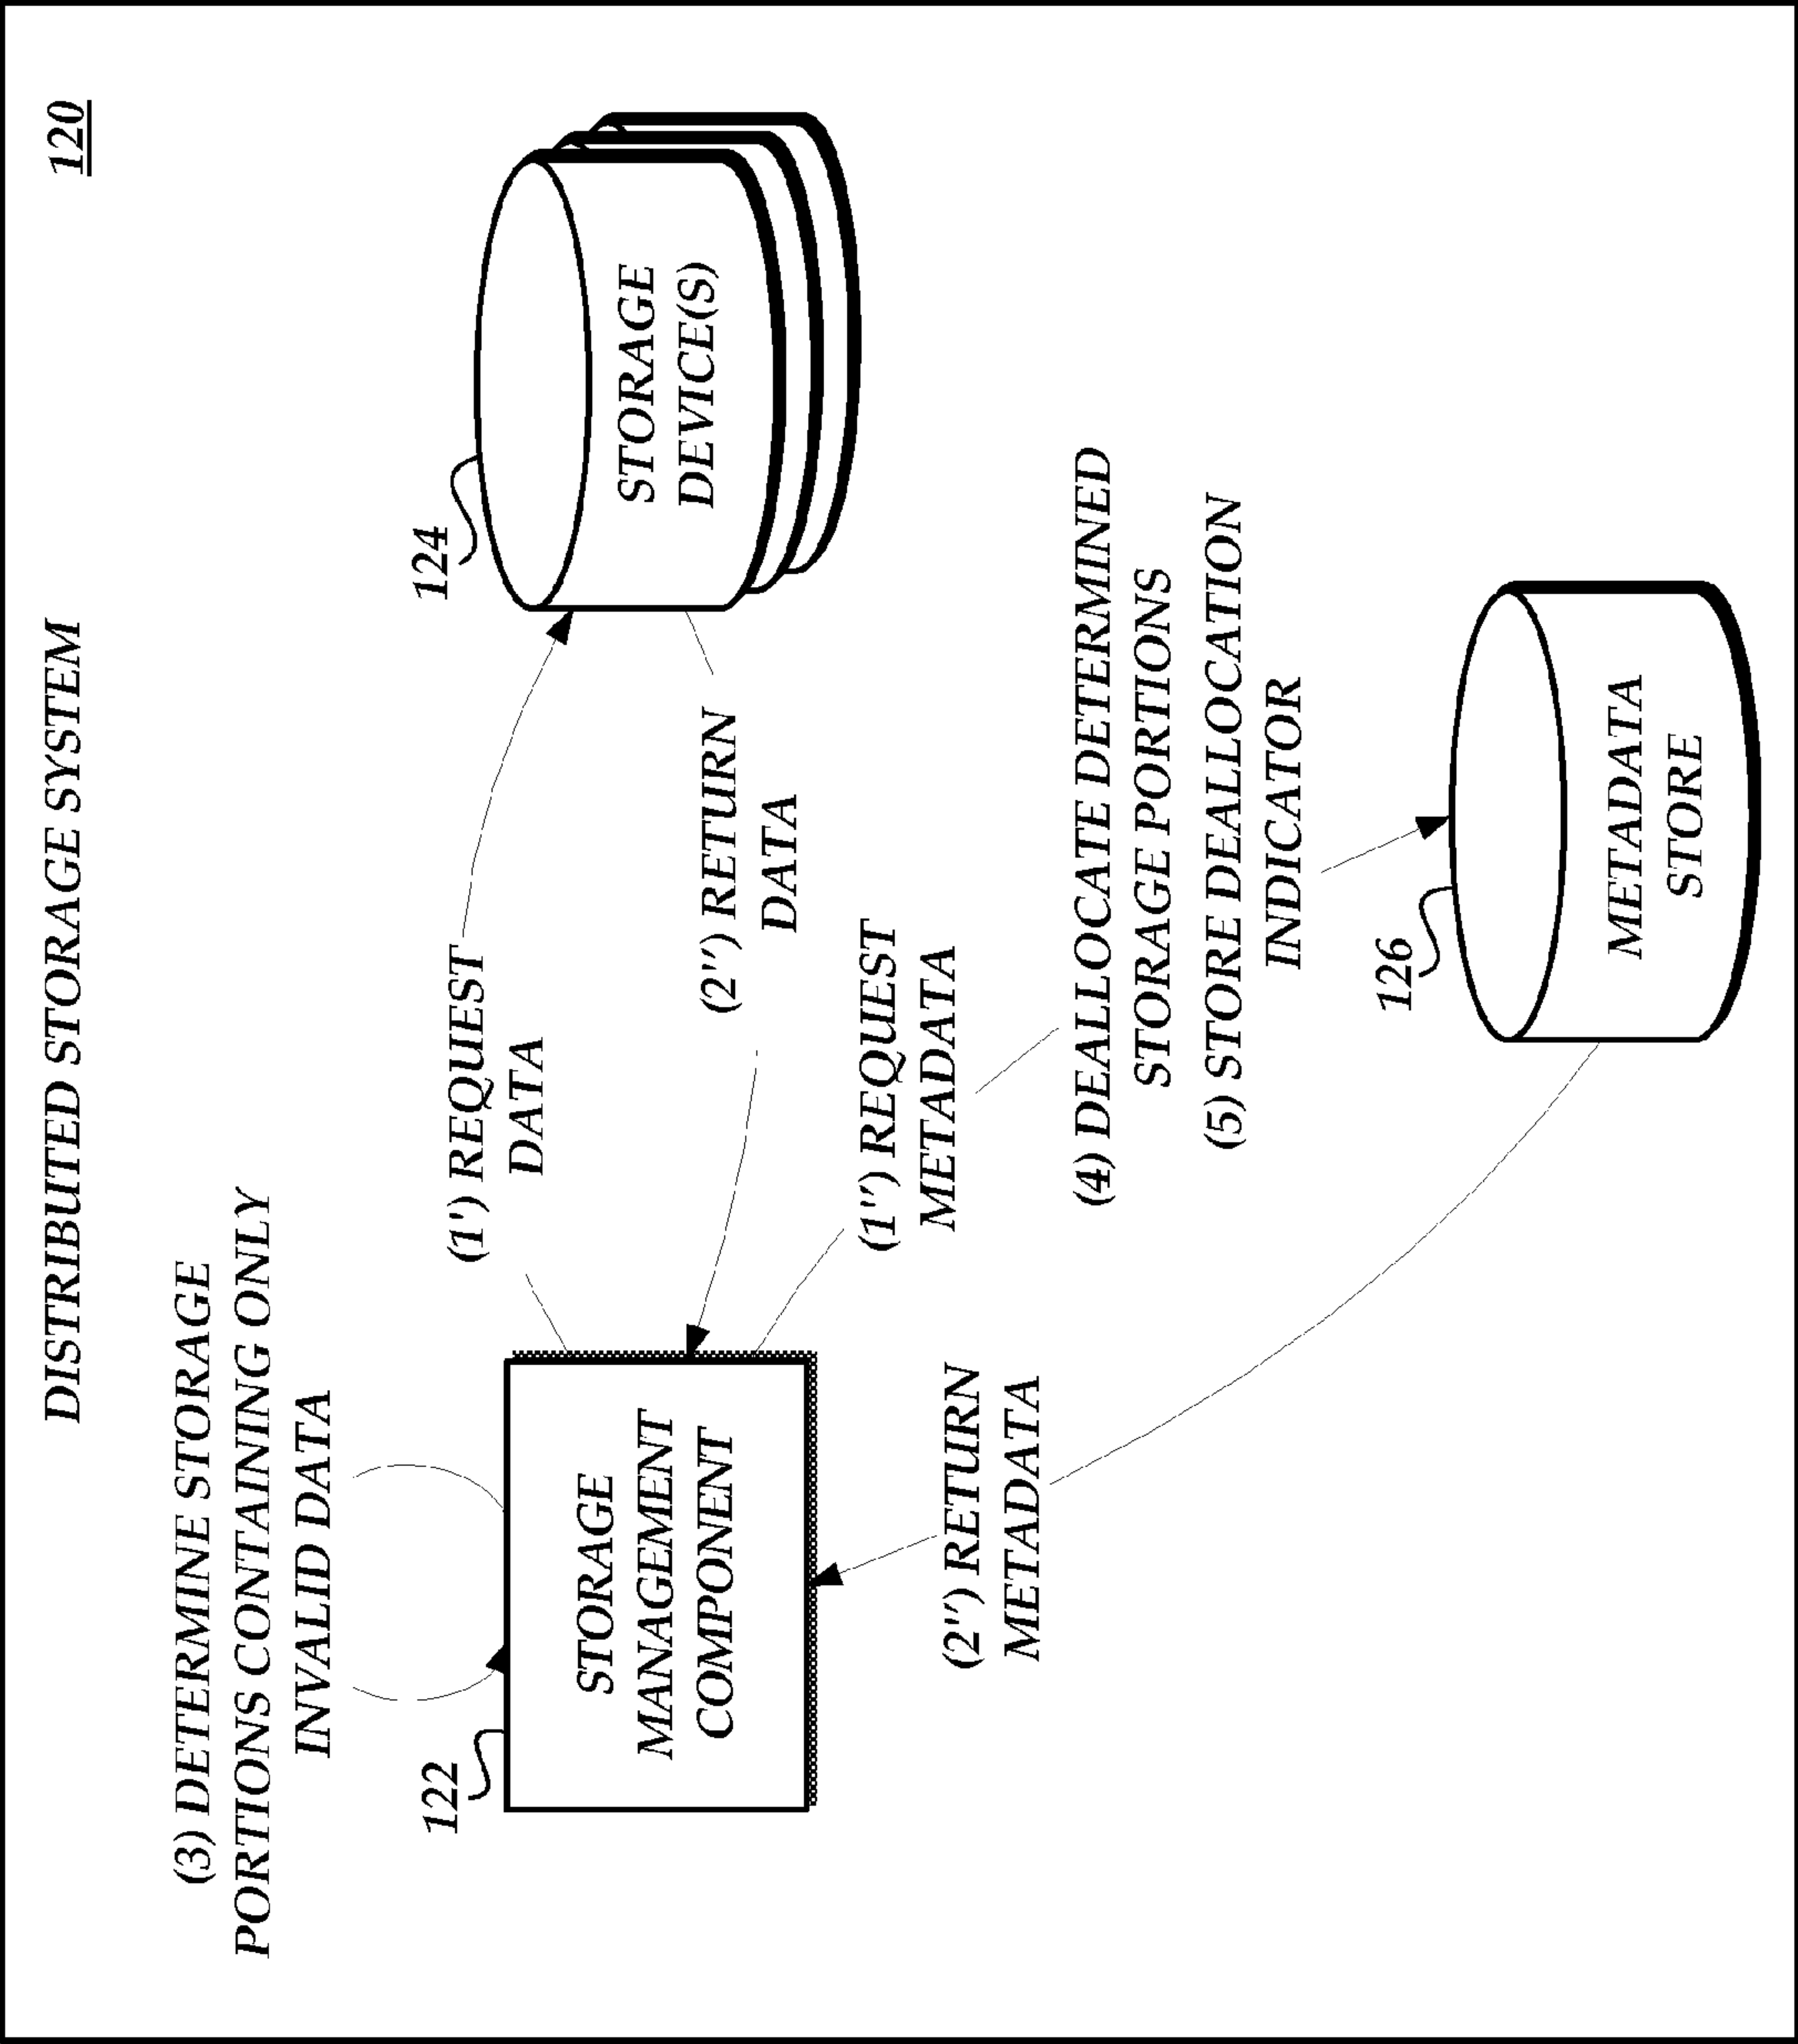 DISTRIBUTED STORAGE SYSTEM
120
(3) DETERMINE STORAGE
PORTIONS CONTAINING ONLY
INVALID DATA
122
STORAGE
MANAGEMENT
COMPONENT
(1') REQUEST
DATA
124
STORAGE
DEVICE(S)
(2'') RETURN
DATA
(1'') REQUEST
METADATA
(2'') RETURN
METADATA
(4) DEALLOCATE DETERMINED
STORAGE PORTIONS
(5) STORE DEALLOCATION
INDICATOR
126
METADATA
STORE